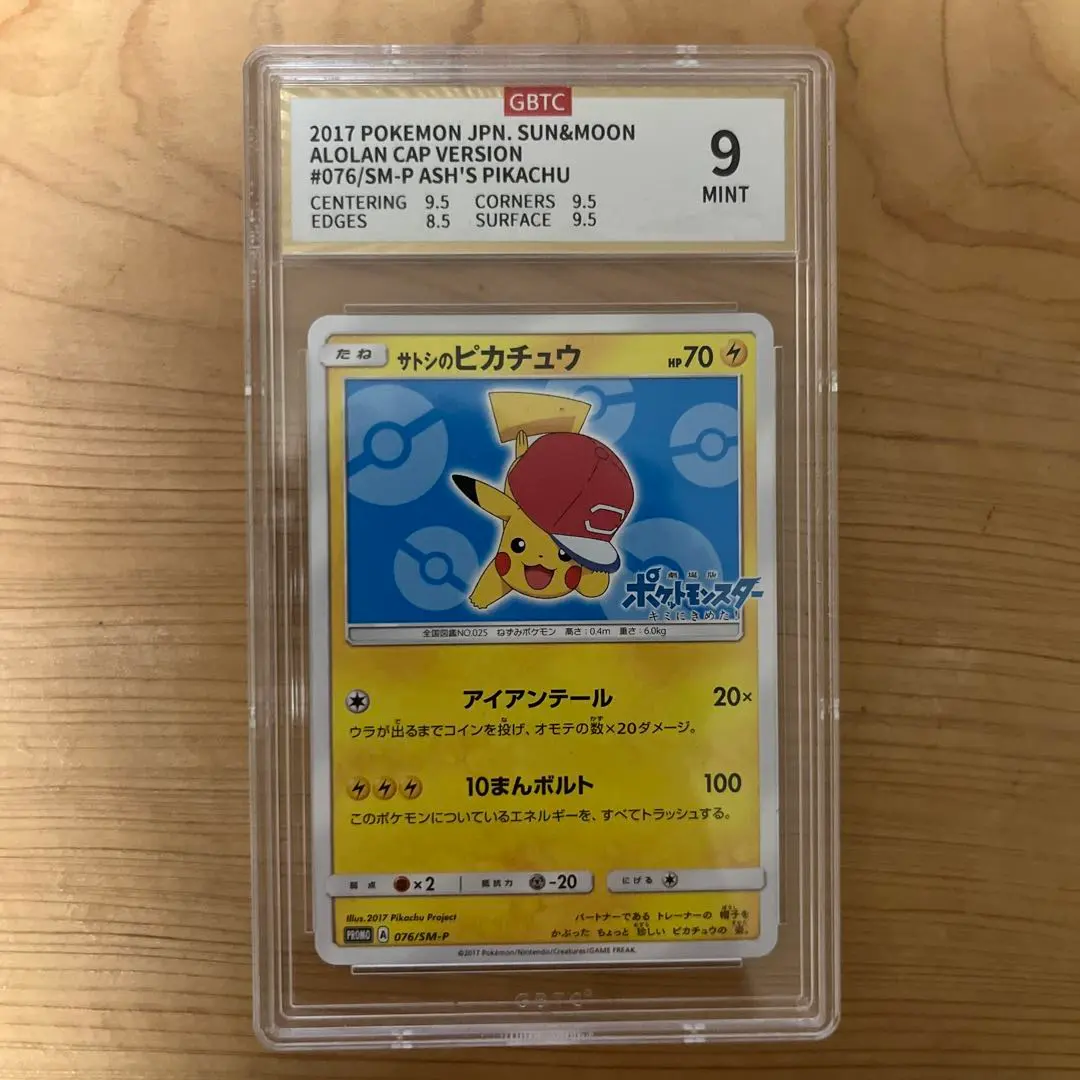 GBTC
2017 POKEMON JPN. SUN&MOON
ALOLAN CAP VERSION
#076/SM-P ASH'S PIKACHU
CENTERING 9.5 CORNERS 9.5
EDGES 8.5 SURFACE 9.5
9
MINT
たね サトシのピカチュウ HP70
劇場版
ポケットモンスター
キミにきめた!
全国図鑑NO.025 ねずみポケモン 高さ:0.4m 重さ:6.0kg
アイアンテール 20×
ウラが出るまでコインを投げ、オモテの数×20ダメージ。
10まんボルト 100
このポケモンについているエネルギーを、すべてトラッシュする。
弱点 ×2 抵抗力 -20 にげる
Illus.2017 Pikachu Project
PROMO A 076/SM-P
パートナーである トレーナーの 帽子を
かぶった ちょっと 珍しい ピカチュウの 姿。
©2017 Pokémon/Nintendo/Creatures/GAME FREAK.
GBTC®